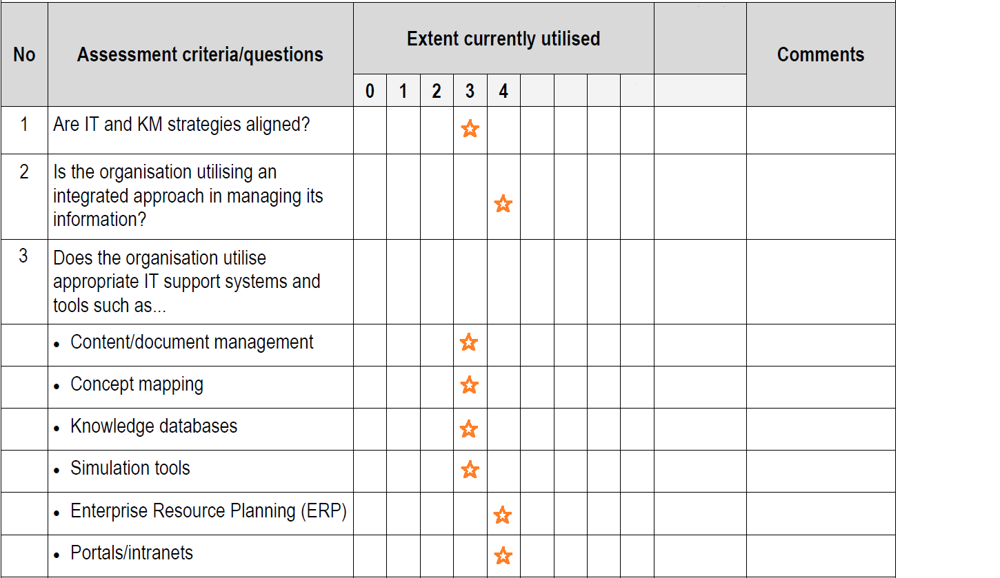 No
Assessment criteria/questions
Extent currently utilised
Comments
0 1 2 3 4
1 Are IT and KM strategies aligned?
2 Is the organisation utilising an
integrated approach in managing its
information?
3 Does the organisation utilise
appropriate IT support systems and
tools such as...
• Content/document management
• Concept mapping
• Knowledge databases
• Simulation tools
• Enterprise Resource Planning (ERP)
• Portals/intranets